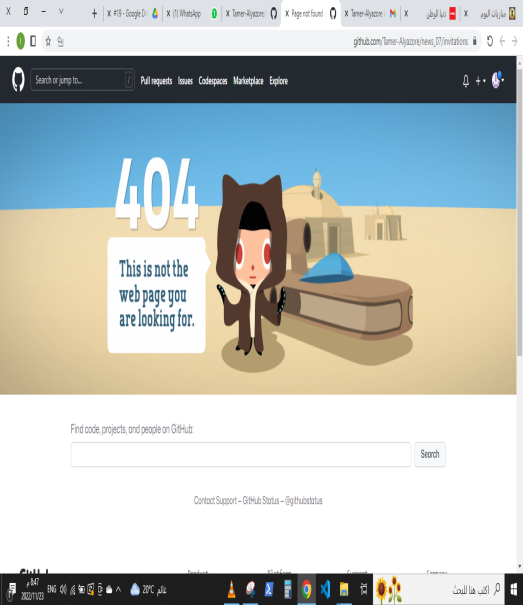 مباريات اليوم
دنيا الوطن
Tamer-Alyazore
Page not found
Tamer-Alyazore
(1) WhatsApp
#19 - Google D
github.com/Tamer-Alyazore/news_07/invitations
Search or jump to...
/
Pull requests Issues Codespaces Marketplace Explore
404
This is not the
web page you
are looking for.
Find code, projects, and people on GitHub:
Search
Contact Support – GitHub Status – @githubstatus
اكتب هنا للبحث
20°C غائم
ENG
8:47 م
2022/11/23